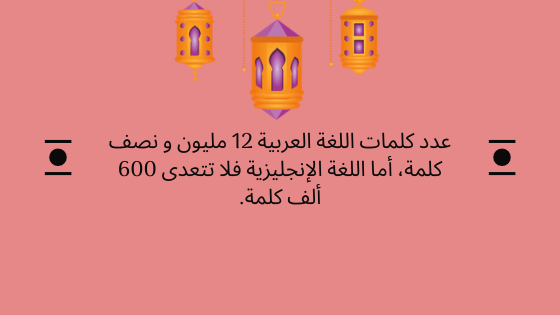 عدد كلمات اللغة العربية 12 مليون و نصف
كلمة، أما اللغة الإنجليزية فلا تتعدى 600
ألف كلمة.